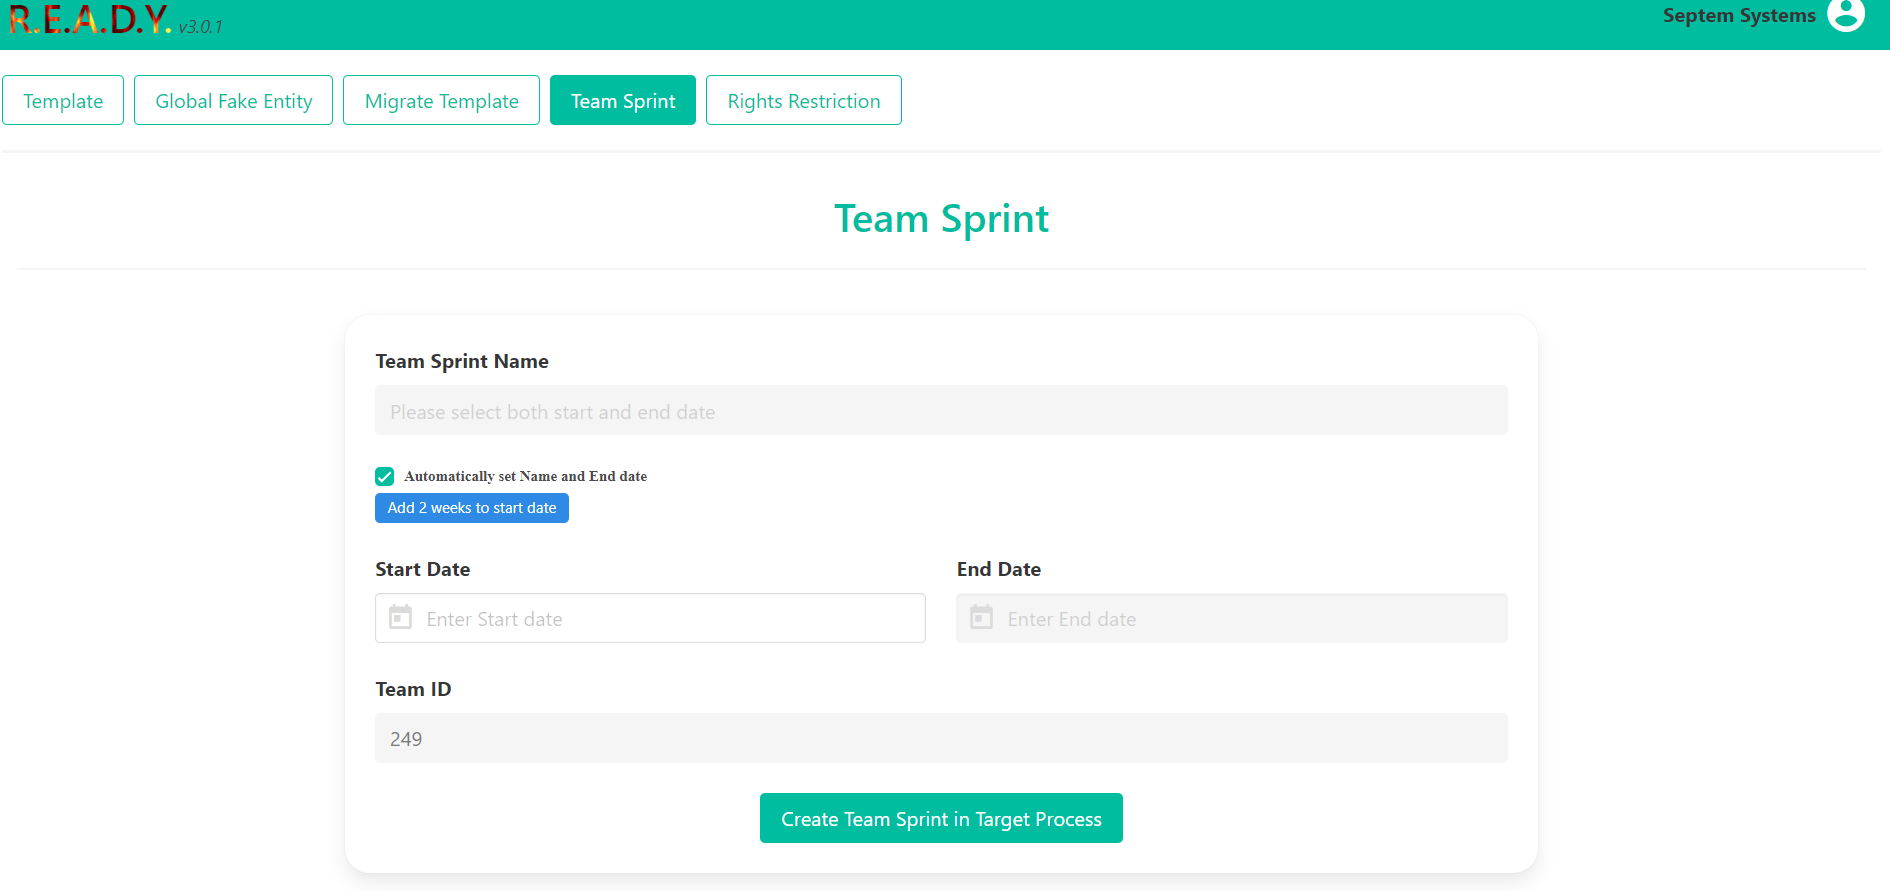 R.E.A.D.Y. v3.0.1
Septem Systems
Template
Global Fake Entity
Migrate Template
Team Sprint
Rights Restriction
Team Sprint
Team Sprint Name
Please select both start and end date
Automatically set Name and End date
Add 2 weeks to start date
Start Date
End Date
Enter Start date
Enter End date
Team ID
249
Create Team Sprint in Target Process